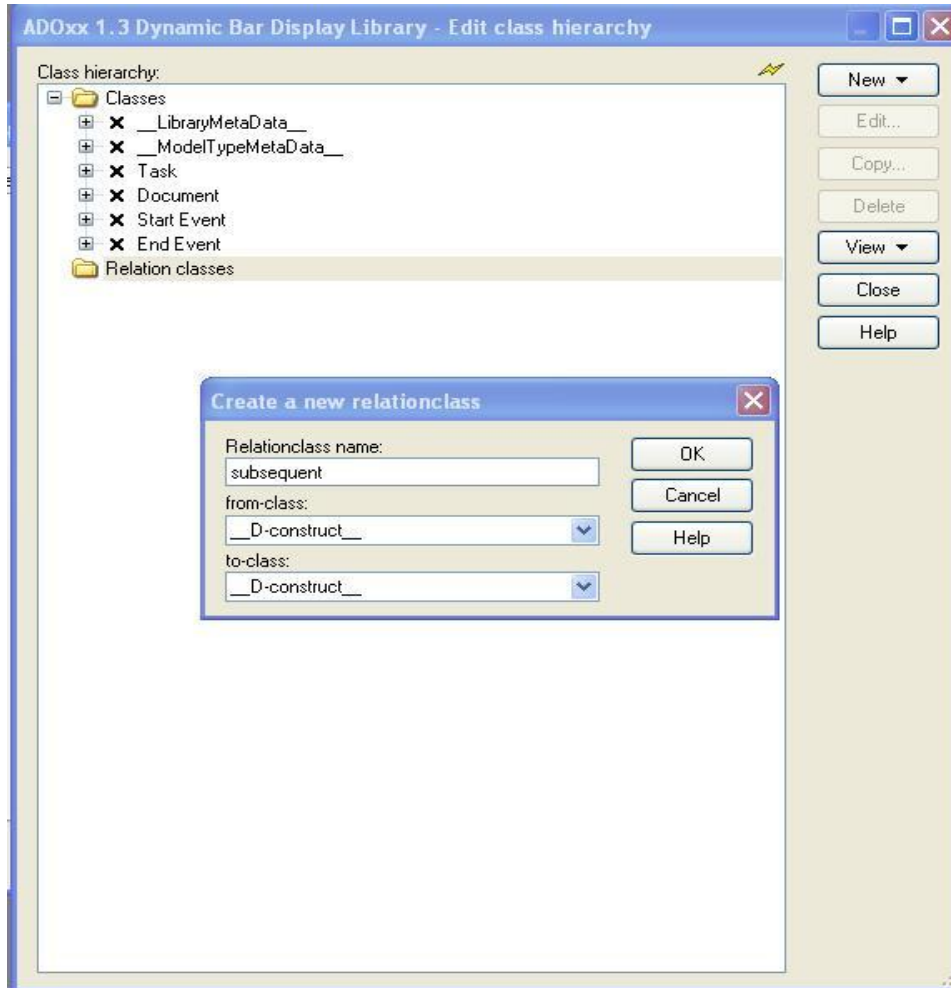 ADOxx 1.3 Dynamic Bar Display Library - Edit class hierarchy
Class hierarchy:
Classes
__LibraryMetaData__
__ModelTypeMetaData__
Task
Document
Start Event
End Event
Relation classes
New
Edit...
Copy...
Delete
View
Close
Help
Create a new relationclass
Relationclass name:
subsequent
from-class:
__D-construct__
to-class:
__D-construct__
OK
Cancel
Help